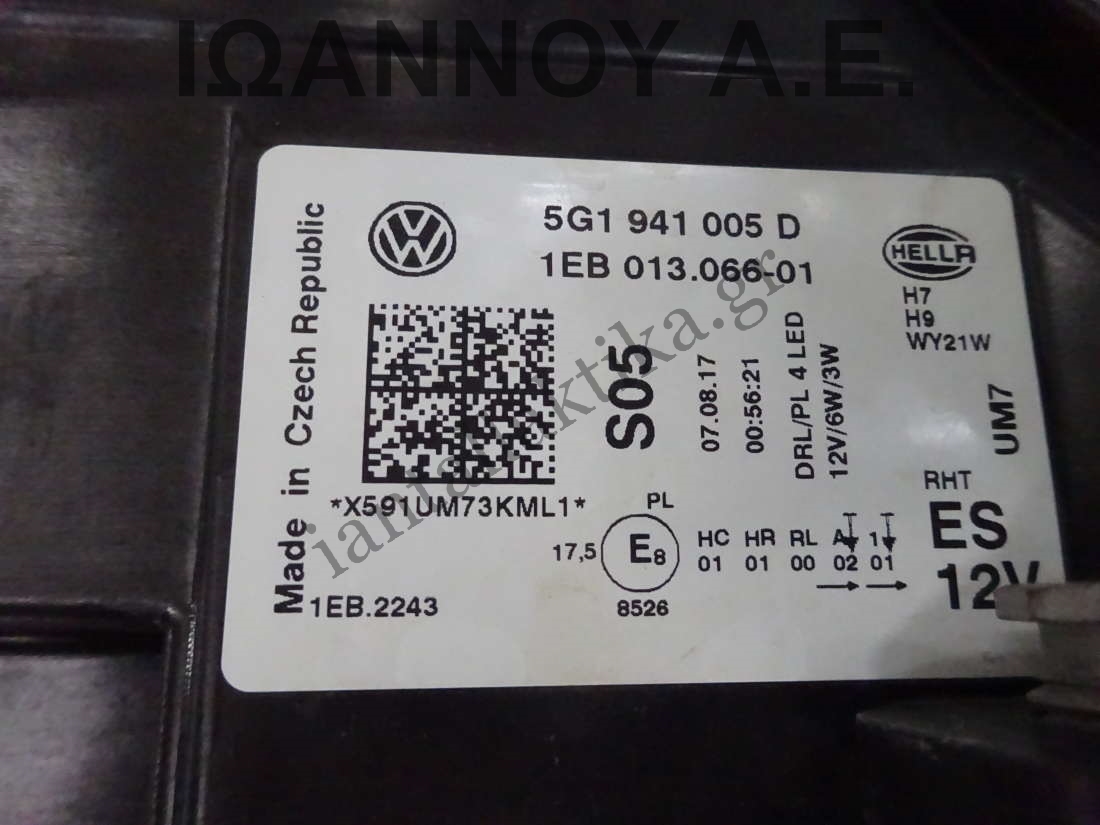 ΙΩΑΝΝΟΥ Α.Ε.
Made in Czech Republic
5G1 941 005 D
1EB 013.066-01
HELLA
H7
H9
WY21W
S05
07.08.17
00:56:21
DRL/PL 4 LED
12V/6W/3W
UM7
*X591UM73KML1*
1EB.2243
PL
17,5
E8
8526
HC HR RL A 1
01 01 00 02 01
RHT
ES
12V
iantalaktika.gr